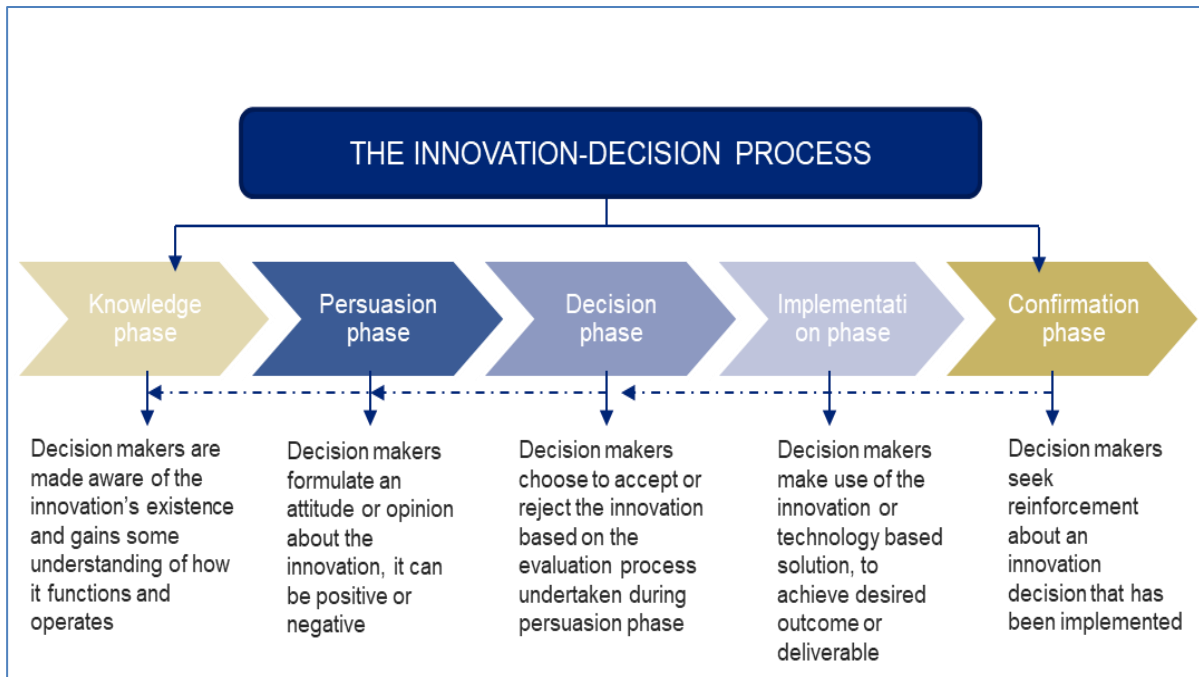 THE INNOVATION-DECISION PROCESS
Knowledge
phase
Persuasion
phase
Decision
phase
Implementati
on phase
Confirmation
phase
Decision makers are
made aware of the
innovation’s existence
and gains some
understanding of how
it functions and
operates
Decision makers
formulate an
attitude or opinion
about the
innovation, it can
be positive or
negative
Decision makers
choose to accept or
reject the innovation
based on the
evaluation process
undertaken during
persuasion phase
Decision makers
make use of the
innovation or
technology based
solution, to
achieve desired
outcome or
deliverable
Decision makers
seek
reinforcement
about an
innovation
decision that has
been implemented